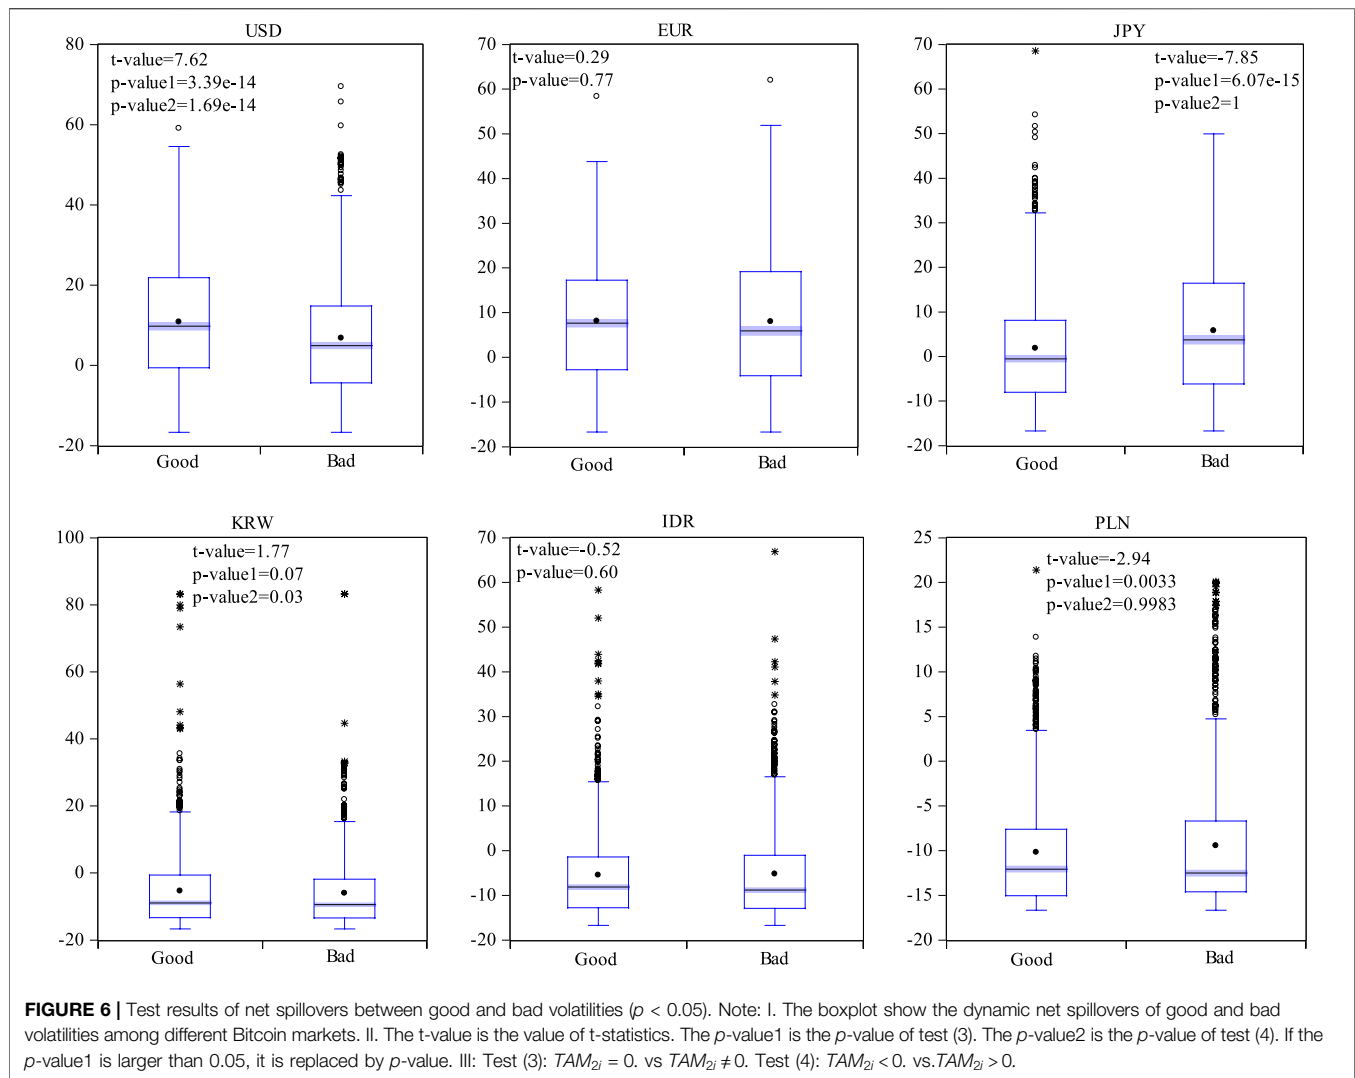 USD
80
60
40
20
0
-20
t-value=7.62
p-value1=3.39e-14
p-value2=1.69e-14
Good
Bad
EUR
70
60
50
40
30
20
10
0
-10
-20
t-value=0.29
p-value=0.77
Good
Bad
JPY
70
60
50
40
30
20
10
0
-10
-20
t-value=-7.85
p-value1=6.07e-15
p-value2=1
Good
Bad
KRW
100
80
60
40
20
0
-20
t-value=1.77
p-value1=0.07
p-value2=0.03
Good
Bad
IDR
70
60
50
40
30
20
10
0
-10
-20
t-value=-0.52
p-value=0.60
Good
Bad
PLN
25
20
15
10
5
0
-5
-10
-15
-20
t-value=-2.94
p-value1=0.0033
p-value2=0.9983
Good
Bad
FIGURE 6 | Test results of net spillovers between good and bad volatilities (p < 0.05). Note: I. The boxplot show the dynamic net spillovers of good and bad
volatilities among different Bitcoin markets. II. The t-value is the value of t-statistics. The p-value1 is the p-value of test (3). The p-value2 is the p-value of test (4). If the
p-value1 is larger than 0.05, it is replaced by p-value. III: Test (3): TAM2i = 0. vs TAM2i ≠ 0. Test (4): TAM2i < 0. vs.TAM2i > 0.